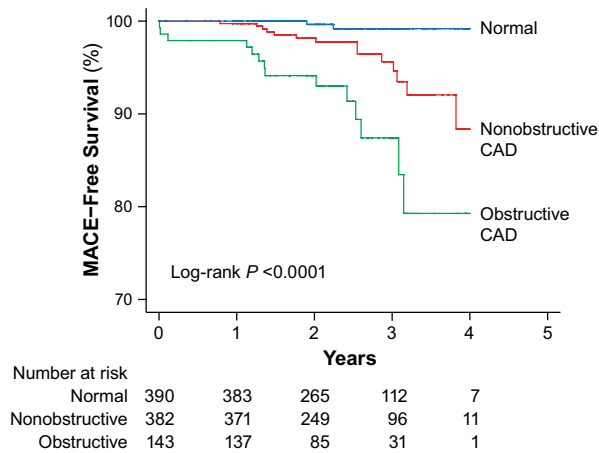 100
90
80
70
MACE–Free Survival (%)
Normal
Nonobstructive
CAD
Obstructive
CAD
Log-rank P <0.0001
0 1 2 3 4 5
Years
Number at risk
Normal 390 383 265 112 7
Nonobstructive 382 371 249 96 11
Obstructive 143 137 85 31 1